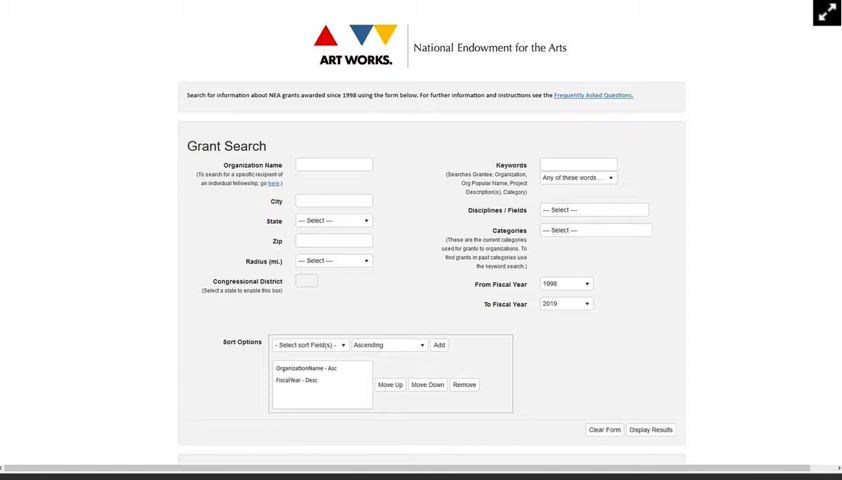 ART WORKS.
National Endowment for the Arts
Search for information about NEA grants awarded since 1998 using the form below. For further information and instructions see the Frequently Asked Questions.
Grant Search
Organization Name
(To search for a specific recipient of
an individual fellowship, go here.)
City
State
--- Select ---
Zip
Radius (mi.)
--- Select ---
Congressional District
(Select a state to enable this box)
Keywords
(Searches Grantee, Organization,
Org Popular Name, Project
Description(s), Category)
Any of these words ...
Disciplines / Fields
--- Select ---
Categories
--- Select ---
(These are the current categories
used for grants to organizations. To
find grants in past categories use
the keyword search.)
From Fiscal Year
1998
To Fiscal Year
2019
Sort Options
- Select sort Field(s) -
Ascending
Add
OrganizationName - Asc
FiscalYear - Desc
Move Up
Move Down
Remove
Clear Form
Display Results